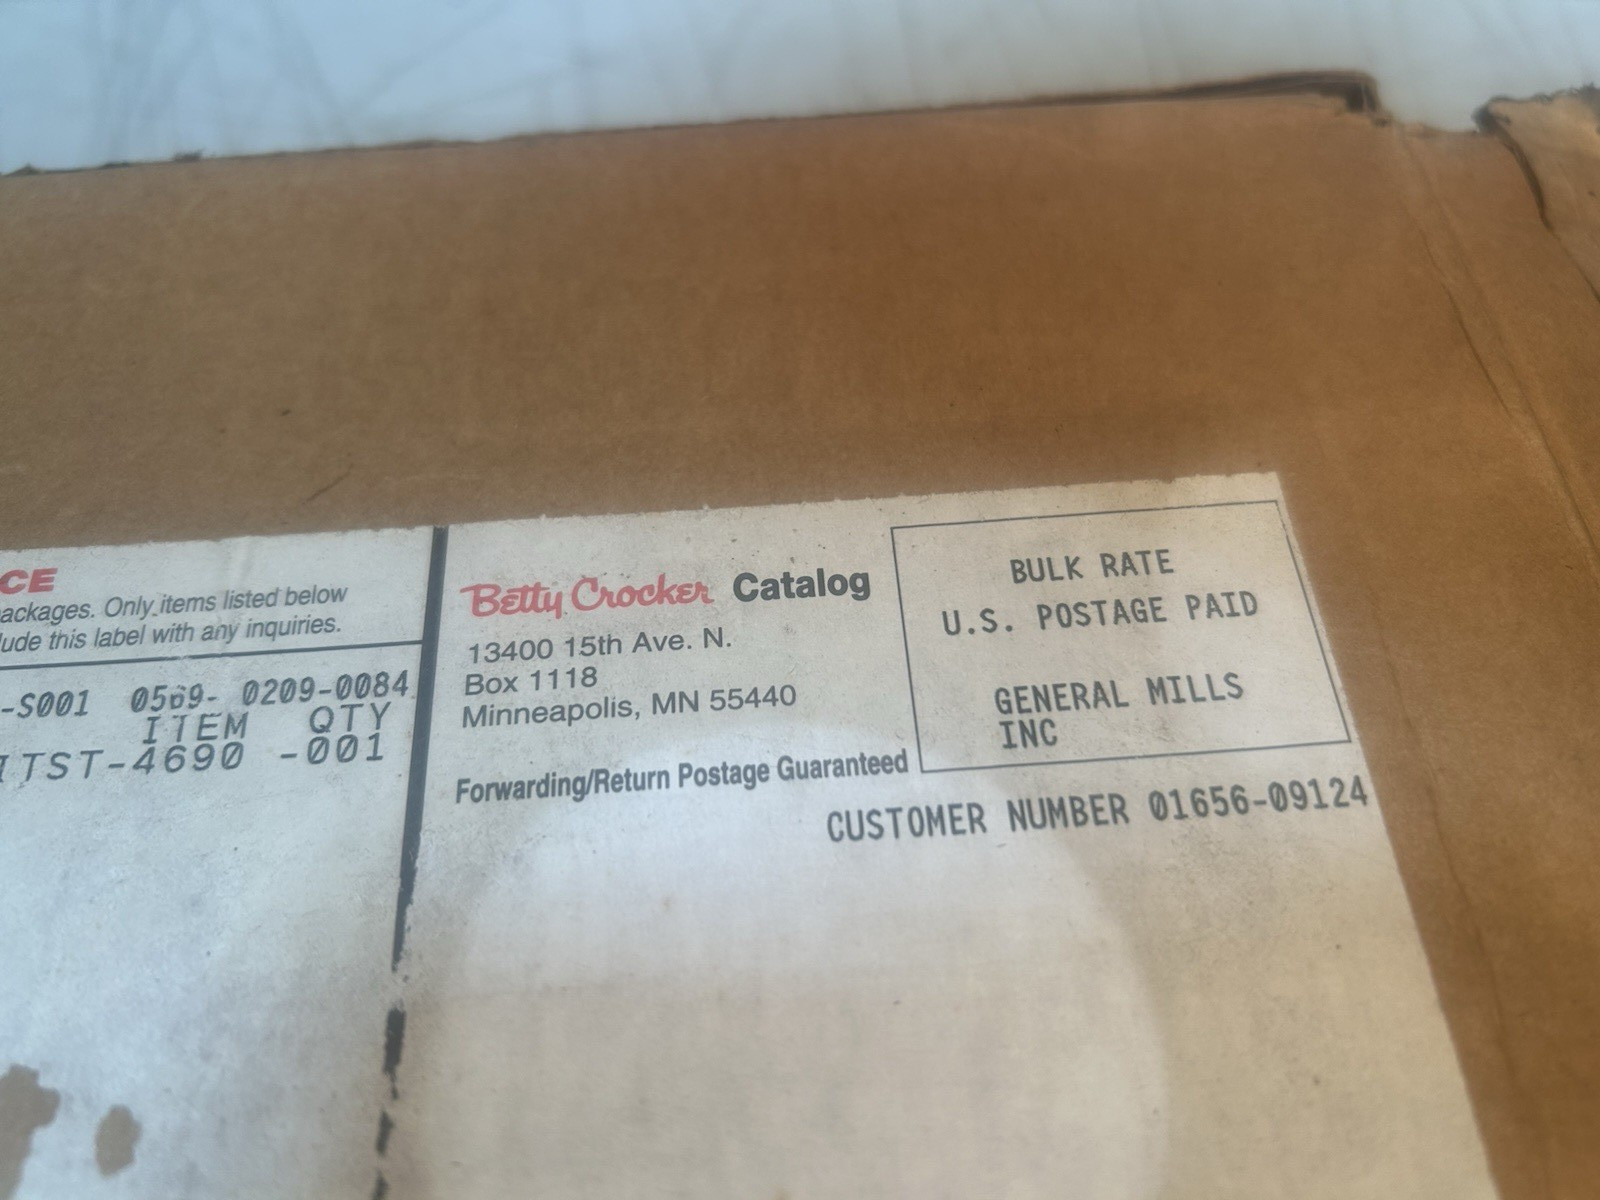 CE
ackages. Only items listed below
lude this label with any inquiries.
-S001 0569- 0209-0084
ITEM QTY
ITST-4690 -001
Betty Crocker Catalog
13400 15th Ave. N.
Box 1118
Minneapolis, MN 55440
Forwarding/Return Postage Guaranteed
BULK RATE
U.S. POSTAGE PAID
GENERAL MILLS
INC
CUSTOMER NUMBER 01656-09124